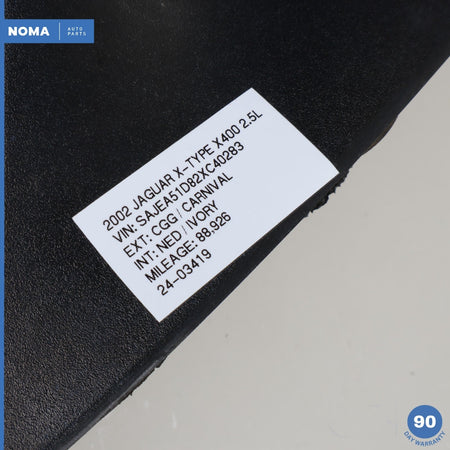 NOMA AUTO
PARTS
2002 JAGUAR X-TYPE X400 2.5L
VIN: SAJEA51D82XC40283
EXT: CGG / CARNIVAL
INT: NED / IVORY
MILEAGE: 88,926
24-03419
90
DAY WARRANTY